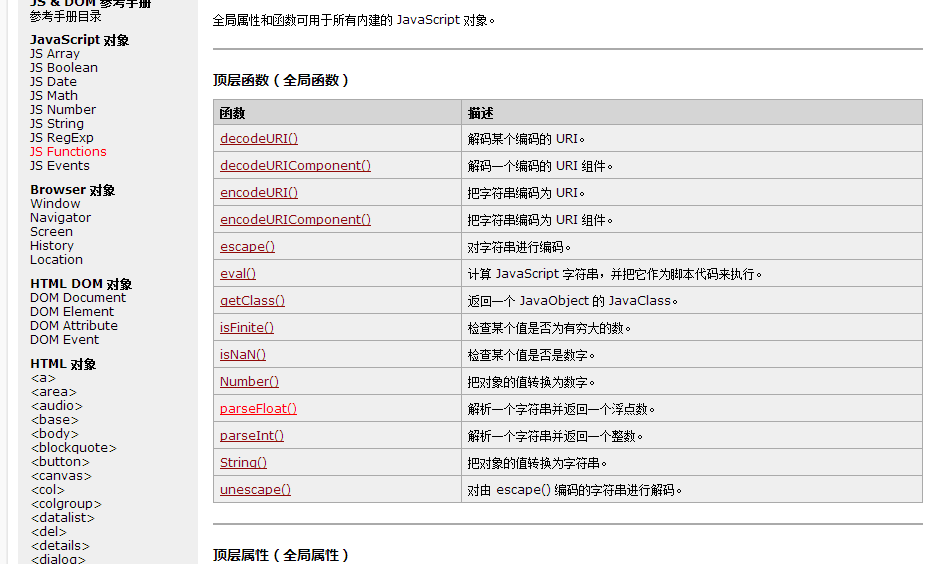 JS & DOM 参考手册
参考手册目录
JavaScript 对象
JS Array
JS Boolean
JS Date
JS Math
JS Number
JS String
JS RegExp
JS Functions
JS Events
Browser 对象
Window
Navigator
Screen
History
Location
HTML DOM 对象
DOM Document
DOM Element
DOM Attribute
DOM Event
HTML 对象
<a>
<area>
<audio>
<base>
<body>
<blockquote>
<button>
<canvas>
<col>
<colgroup>
<datalist>
<del>
<details>
<dialog>
全局属性和函数可用于所有内建的 JavaScript 对象。
顶层函数（全局函数）
函数 描述
decodeURI() 解码某个编码的 URI。
decodeURIComponent() 解码一个编码的 URI 组件。
encodeURI() 把字符串编码为 URI。
encodeURIComponent() 把字符串编码为 URI 组件。
escape() 对字符串进行编码。
eval() 计算 JavaScript 字符串，并把它作为脚本代码来执行。
getClass() 返回一个 JavaObject 的 JavaClass。
isFinite() 检查某个值是否为有穷大的数。
isNaN() 检查某个值是否是数字。
Number() 把对象的值转换为数字。
parseFloat() 解析一个字符串并返回一个浮点数。
parseInt() 解析一个字符串并返回一个整数。
String() 把对象的值转换为字符串。
unescape() 对由 escape() 编码的字符串进行解码。
顶层属性（全局属性）